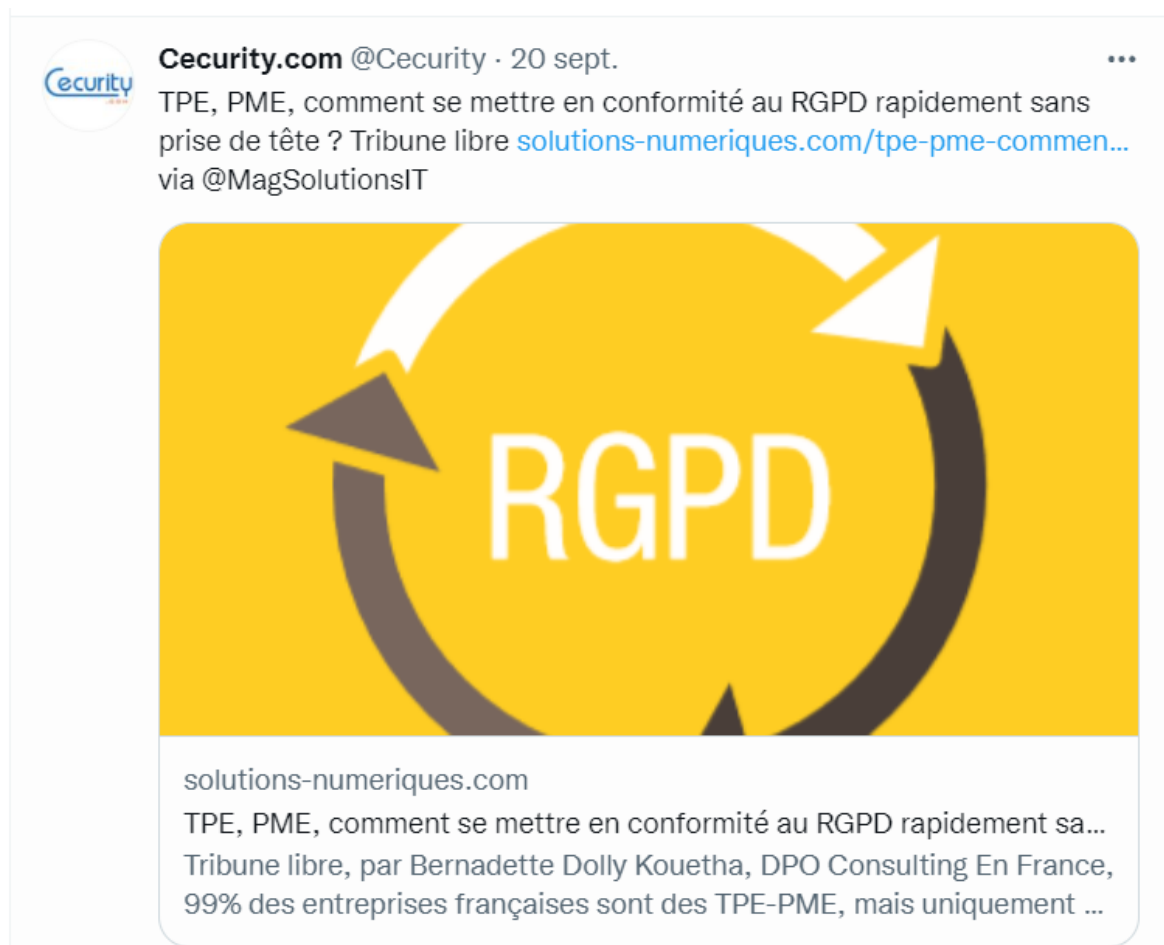 Cecurity
.COM
Cecurity.com @Cecurity · 20 sept.
TPE, PME, comment se mettre en conformité au RGPD rapidement sans
prise de tête ? Tribune libre solutions-numeriques.com/tpe-pme-commen...
via @MagSolutionsIT
RGPD
solutions-numeriques.com
TPE, PME, comment se mettre en conformité au RGPD rapidement sa...
Tribune libre, par Bernadette Dolly Kouetha, DPO Consulting En France,
99% des entreprises françaises sont des TPE-PME, mais uniquement ...